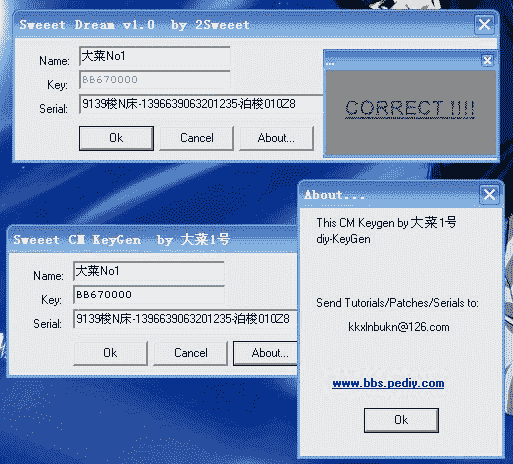 Sweeet Dream v1.0 by 2Sweeet
Name: 大菜No1
Key: BB670000
Serial: 9139梭N床-1396639063201235-泊梭010Z8
Ok Cancel About...
...
CORRECT !!!!
Sweeet CM KeyGen by 大菜1号
Name: 大菜No1
Key: BB670000
Serial: 9139梭N床-1396639063201235-泊梭010Z8
Ok Cancel About...
About...
This CM Keygen by 大菜1号
diy-KeyGen
Send Tutorials/Patches/Serials to:
kkxlnbukn@126.com
www.bbs.pediy.com
Ok